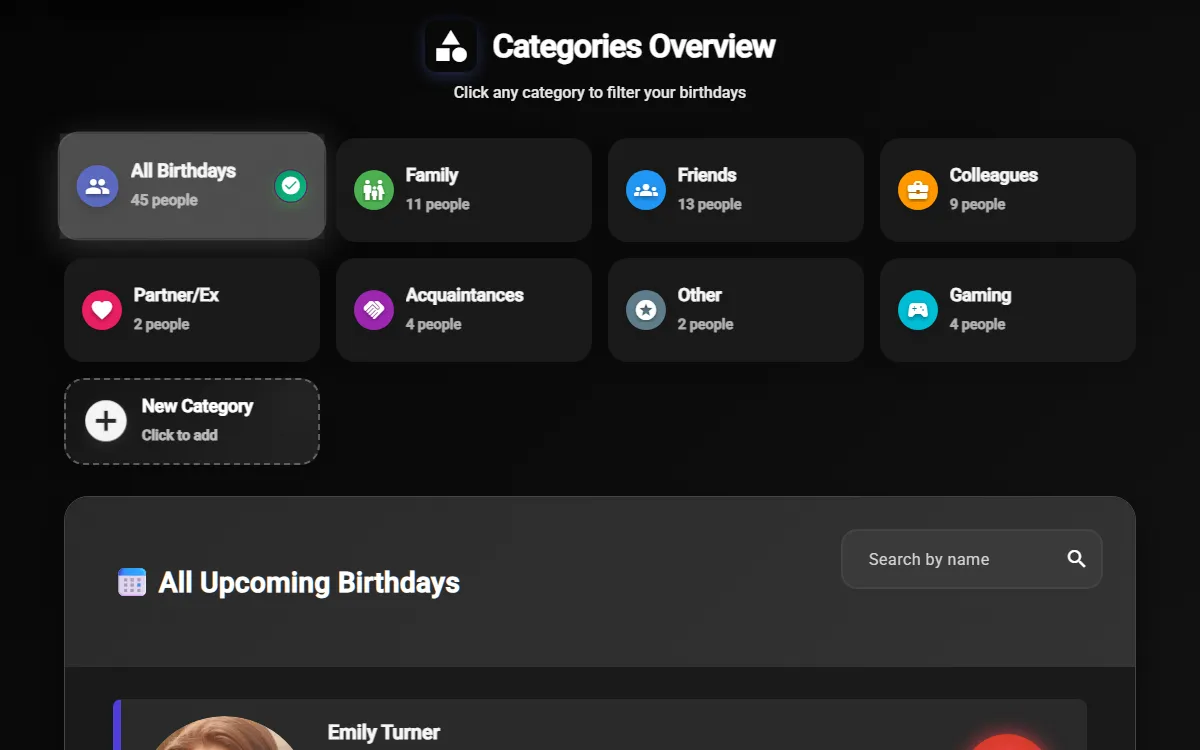 Categories Overview
Click any category to filter your birthdays
All Birthdays
45 people
Family
11 people
Friends
13 people
Colleagues
9 people
Partner/Ex
2 people
Acquaintances
4 people
Other
2 people
Gaming
4 people
New Category
Click to add
All Upcoming Birthdays
Search by name
Emily Turner